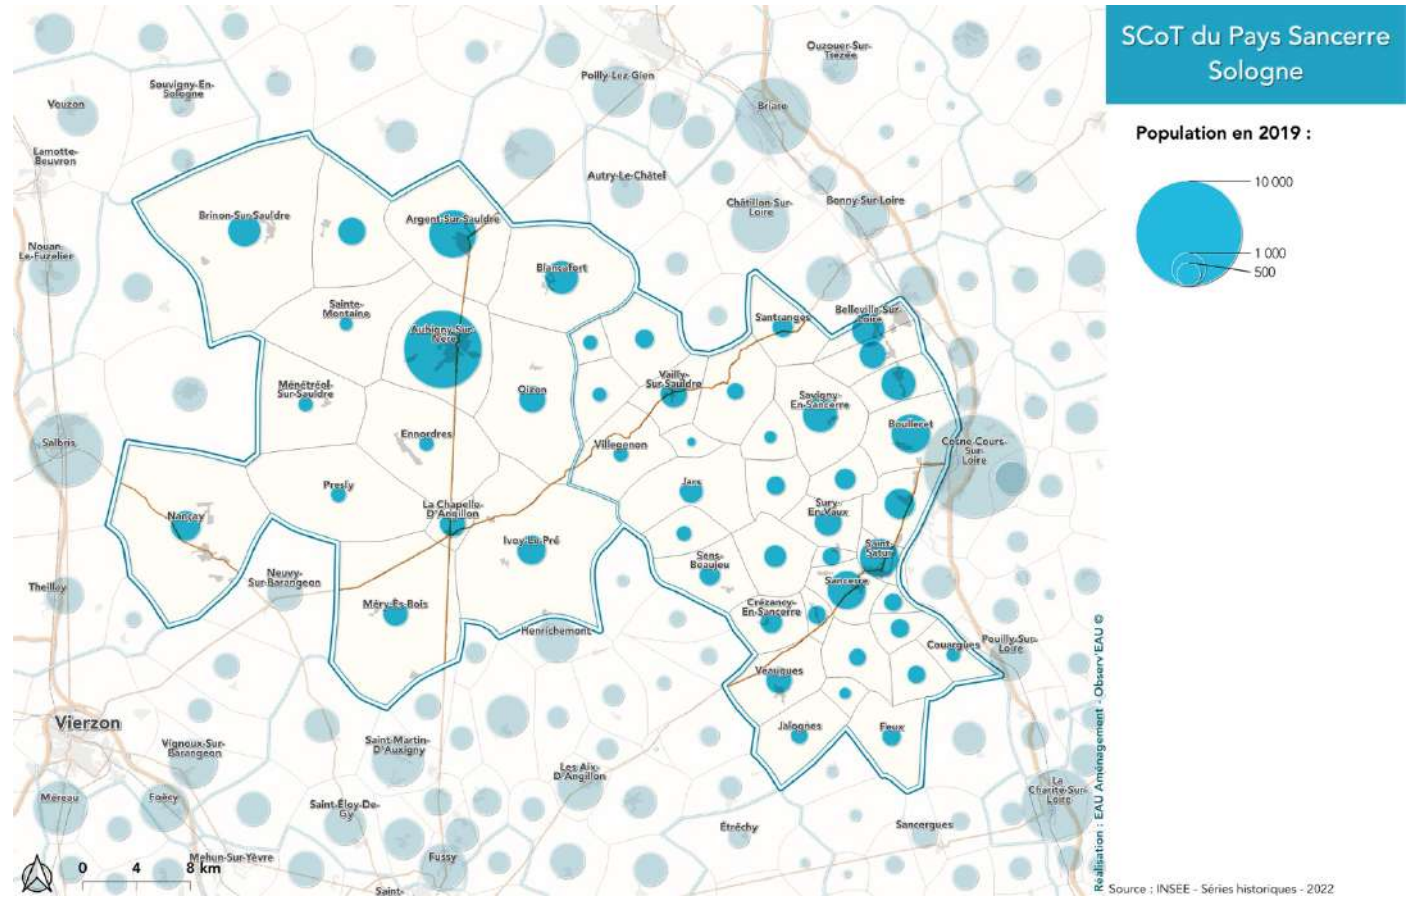 SCoT du Pays Sancerre
Sologne
Population en 2019 :
10 000
1 000
500
Ouzouer-Sur-
Trézée
Poilly-Lez-Gien
Souvigny-En-
Sologne
Vouzon
Briare
Lamotte-
Beuvron
Autry-Le-Châtel
Châtillon-Sur-
Loire
Bonny-Sur-Loire
Brinon-Sur-Sauldre
Argent-Sur-Sauldre
Nouan-
Le-Fuzelier
Blancafort
Sainte-
Montaine
Santranges
Belleville-Sur-
Loire
Aubigny-Sur-
Nère
Ménétréol-
Sur-Sauldre
Oizon
Vailly-
Sur-Sauldre
Savigny-
En-Sancerre
Boulleret
Ennordres
Villegenon
Salbris
Cosne-Cours-
Sur-
Loire
Presly
Jars
La Chapelle-
D'Angillon
Sury-
En-Vaux
Nançay
Ivoy-Le-Pré
Saint-
Satur
Sens-
Beaujeu
Neuvy-
Sur-Barangeon
Sancerre
Theillay
Méry-Ès-Bois
Crézancy-
En-Sancerre
Henrichemont
Couargues
Pouilly-Sur-
Loire
Veaugues
Vierzon
Jalognes
Feux
Vignoux-Sur-
Barangeon
Saint-Martin-
D'Auxigny
Les Aix-
D'Angillon
La
Charité-Sur-
Loire
Méreau
Foëcy
Saint-Éloy-De-
Gy
Étréchy
Sancergues
Mehun-Sur-Yèvre
Fussy
Saint-
0 4 8 km
Réalisation : EAU Aménagement - Observ'EAU ©
Source : INSEE - Séries historiques - 2022